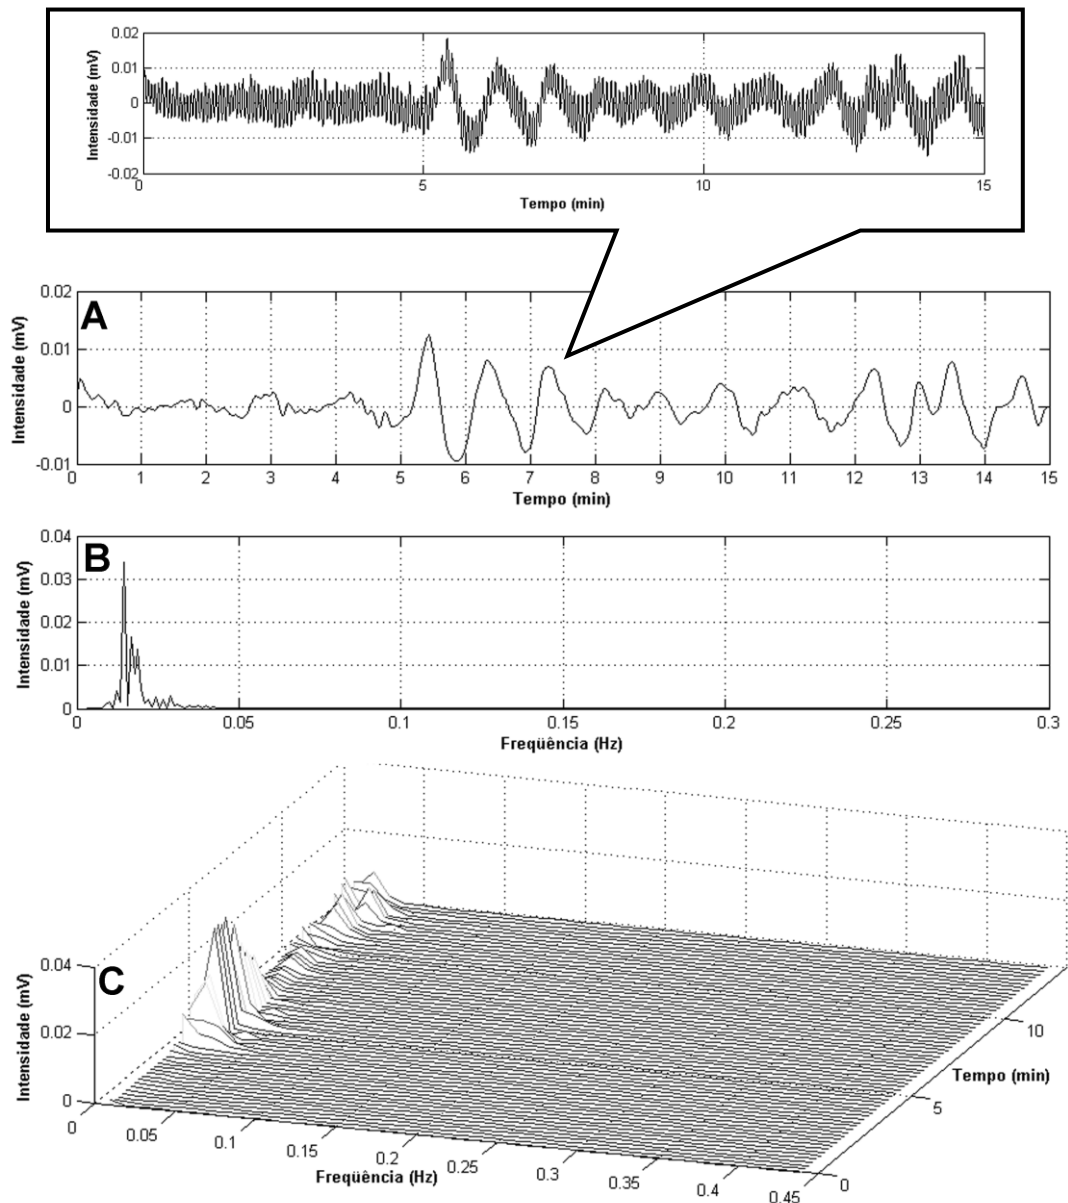 0.02
0.01
0
-0.01
-0.02
Intensidade (mV)
0 5 10 15
Tempo (min)
A
0.02
0.01
0
-0.01
Intensidade (mV)
0 1 2 3 4 5 6 7 8 9 10 11 12 13 14 15
Tempo (min)
B
0.04
0.03
0.02
0.01
0
Intensidade (mV)
0 0.05 0.1 0.15 0.2 0.25 0.3
Freqüência (Hz)
C
0.04
0.02
0
Intensidade (mV)
0 0.05 0.1 0.15 0.2 0.25 0.3 0.35 0.4 0.45
Freqüência (Hz)
0 5 10
Tempo (min)